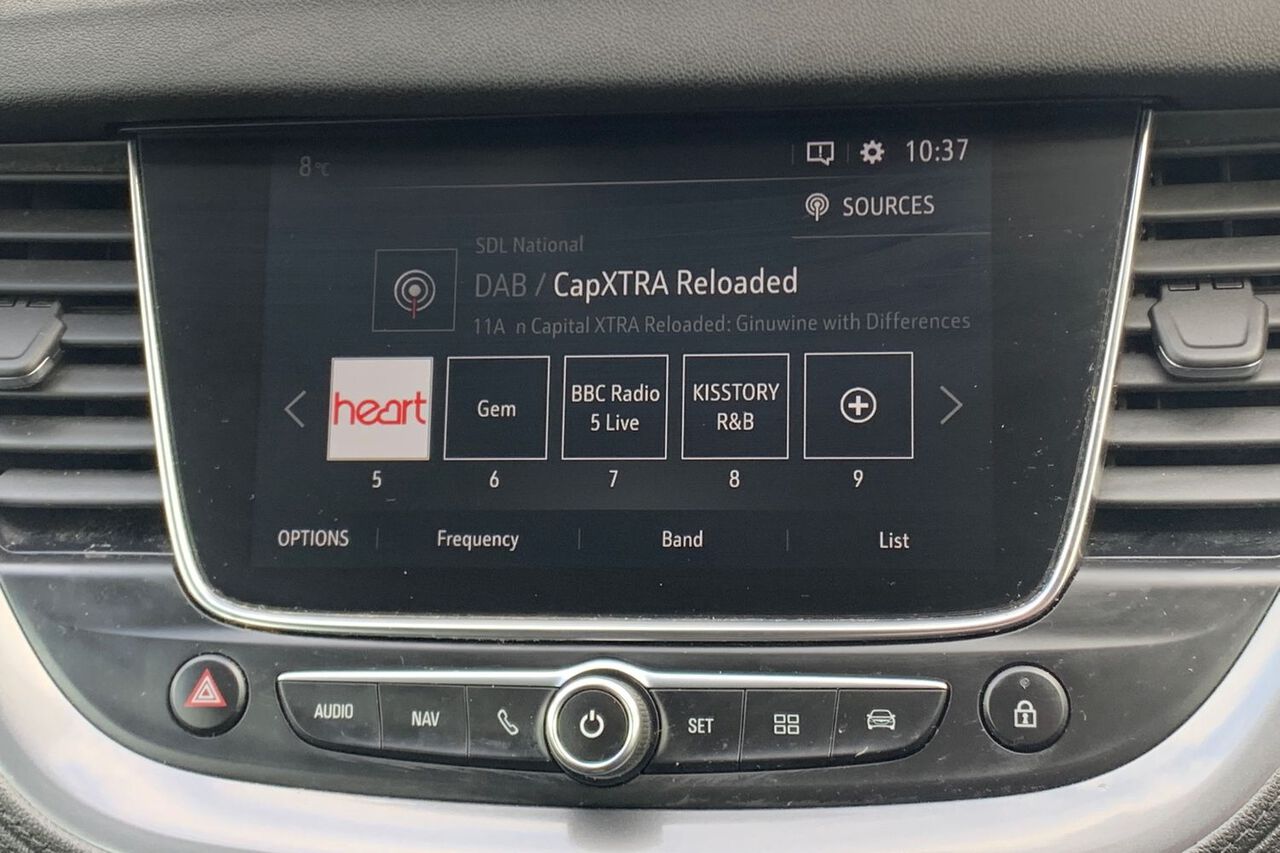 8°C
10:37
SOURCES
SDL National
DAB / CapXTRA Reloaded
11A n Capital XTRA Reloaded: Ginuwine with Differences
heart
Gem
BBC Radio
5 Live
KISSTORY
R&B
5 6 7 8 9
OPTIONS Frequency Band List
AUDIO NAV SET